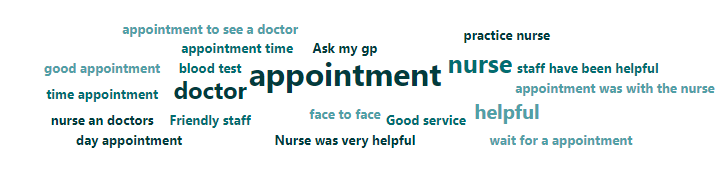 appointment to see a doctor
practice nurse
appointment time
Ask my gp
good appointment
blood test
appointment
nurse
staff have been helpful
time appointment
doctor
appointment was with the nurse
nurse an doctors
Friendly staff
face to face
Good service
helpful
day appointment
Nurse was very helpful
wait for a appointment